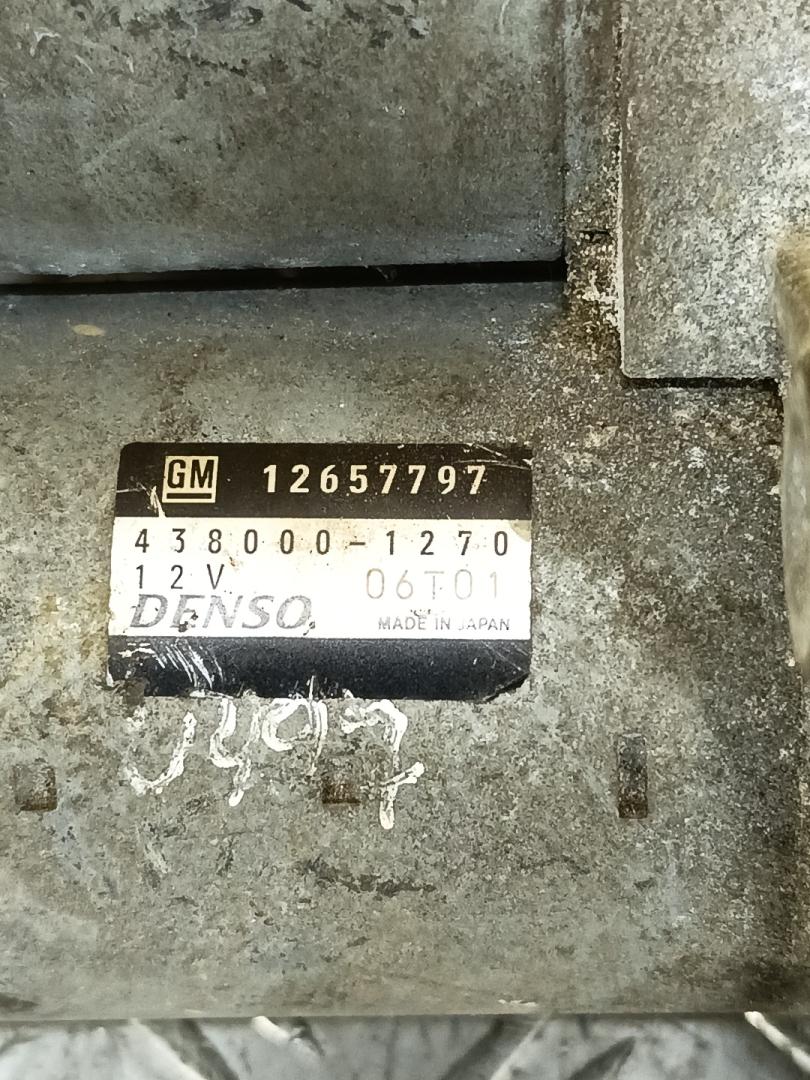 GM 12657797
438000-1270
12V 06T01
DENSO MADE IN JAPAN